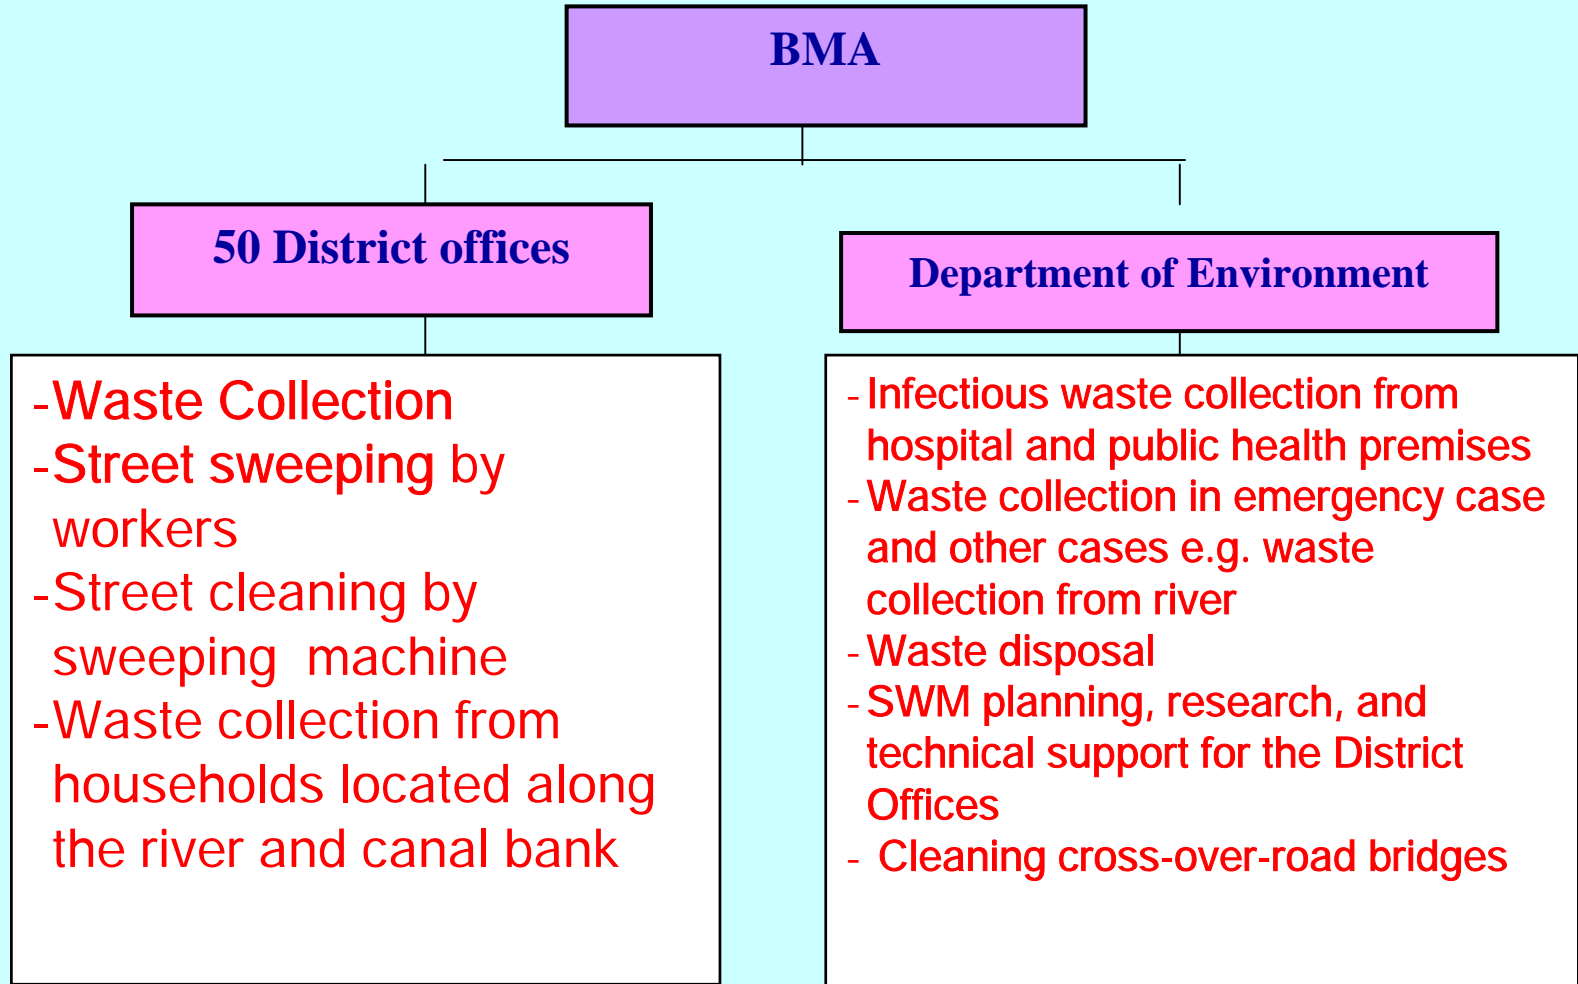 BMA
50 District offices
-Waste Collection
-Street sweeping by
workers
-Street cleaning by
sweeping machine
-Waste collection from
households located along
the river and canal bank
Department of Environment
- Infectious waste collection from
hospital and public health premises
- Waste collection in emergency case
and other cases e.g. waste
collection from river
- Waste disposal
- SWM planning, research, and
technical support for the District
Offices
- Cleaning cross-over-road bridges